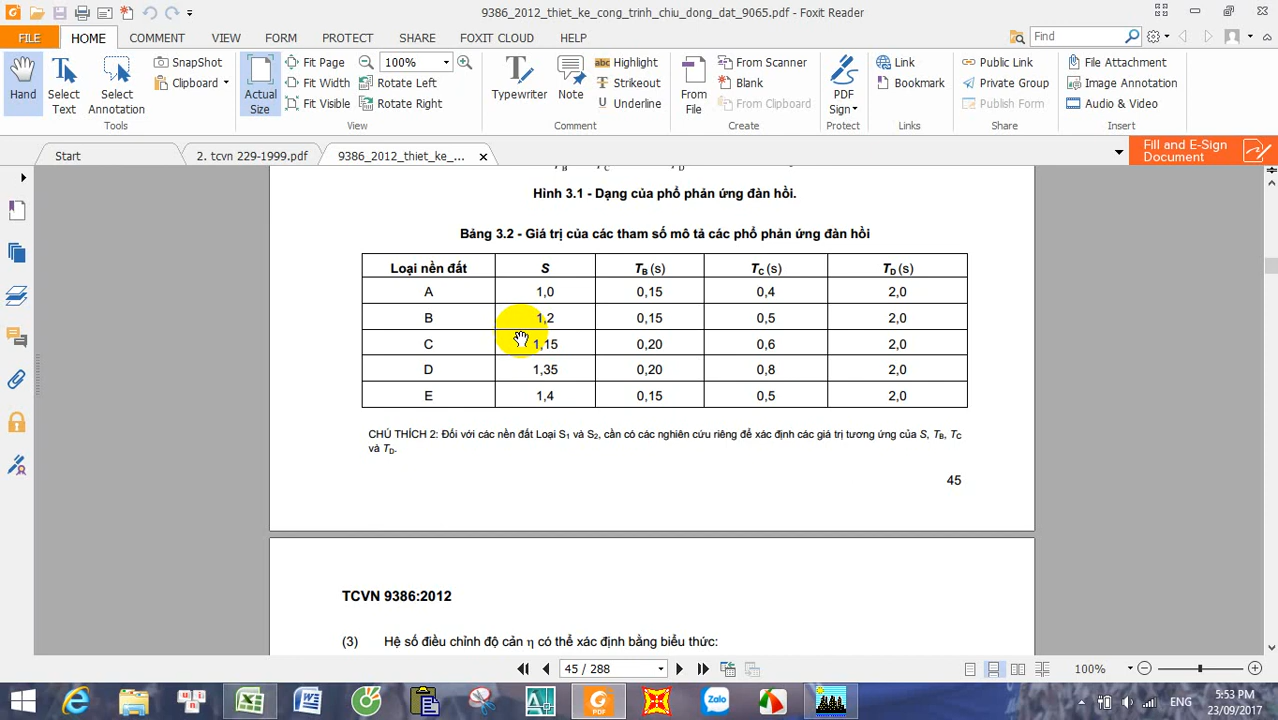 9386_2012_thiet_ke_cong_trinh_chiu_dong_dat_9065.pdf - Foxit Reader
FILE HOME COMMENT VIEW FORM PROTECT SHARE FOXIT CLOUD HELP Find
Hand
Select Text
Select Annotation
SnapShot
Clipboard
Tools
Actual Size
Fit Page
Fit Width
Fit Visible
100%
Rotate Left
Rotate Right
View
Typewriter
Note
Highlight
Strikeout
Underline
Comment
From File
From Scanner
Blank
From Clipboard
Create
PDF Sign
Protect
Link
Bookmark
Links
Public Link
Private Group
Publish Form
Share
File Attachment
Image Annotation
Audio & Video
Insert
Start
2. tcvn 229-1999.pdf
9386_2012_thiet_ke_...
Fill and E-Sign
Document
Hình 3.1 - Dạng của phổ phản ứng đàn hồi.
Bảng 3.2 - Giá trị của các tham số mô tả các phổ phản ứng đàn hồi
Loại nền đất S TB (s) TC (s) TD (s)
A 1,0 0,15 0,4 2,0
B 1,2 0,15 0,5 2,0
C 1,15 0,20 0,6 2,0
D 1,35 0,20 0,8 2,0
E 1,4 0,15 0,5 2,0
CHÚ THÍCH 2: Đối với các nền đất Loại S1 và S2, cần có các nghiên cứu riêng để xác định các giá trị tương ứng của S, TB, TC
và TD.
45
TCVN 9386:2012
(3) Hệ số điều chỉnh độ cản η có thể xác định bằng biểu thức:
45 / 288
100%
Zalo
ENG
5:53 PM
23/09/2017